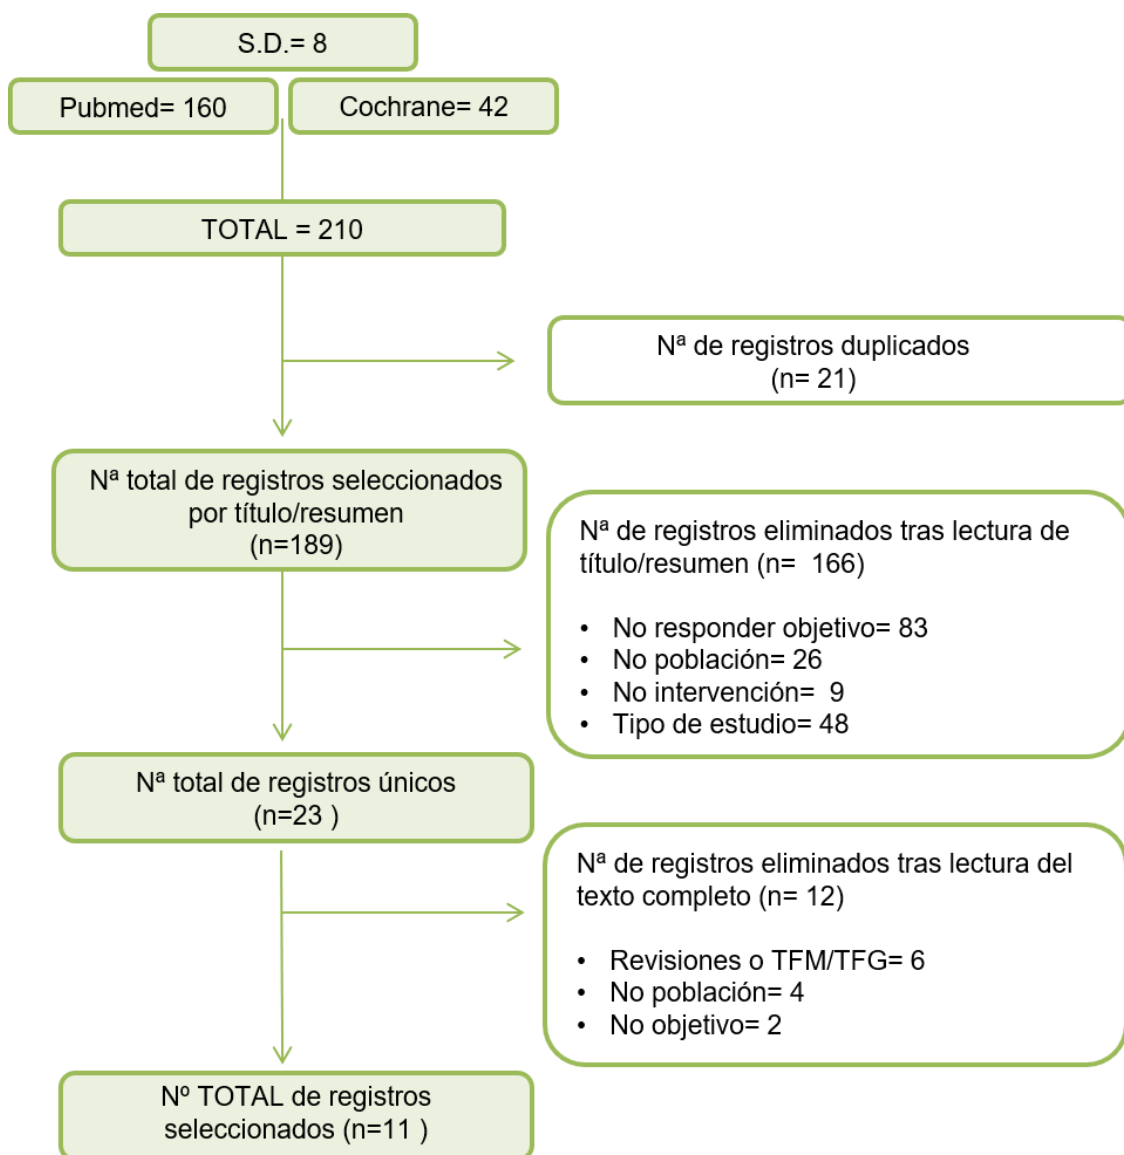 S.D.= 8
Pubmed= 160
Cochrane= 42
TOTAL = 210
Nª de registros duplicados
(n= 21)
Nª total de registros seleccionados
por título/resumen
(n=189)
Nª de registros eliminados tras lectura de
título/resumen (n= 166)
• No responder objetivo= 83
• No población= 26
• No intervención= 9
• Tipo de estudio= 48
Nª total de registros únicos
(n=23 )
Nª de registros eliminados tras lectura del
texto completo (n= 12)
• Revisiones o TFM/TFG= 6
• No población= 4
• No objetivo= 2
Nº TOTAL de registros
seleccionados (n=11 )